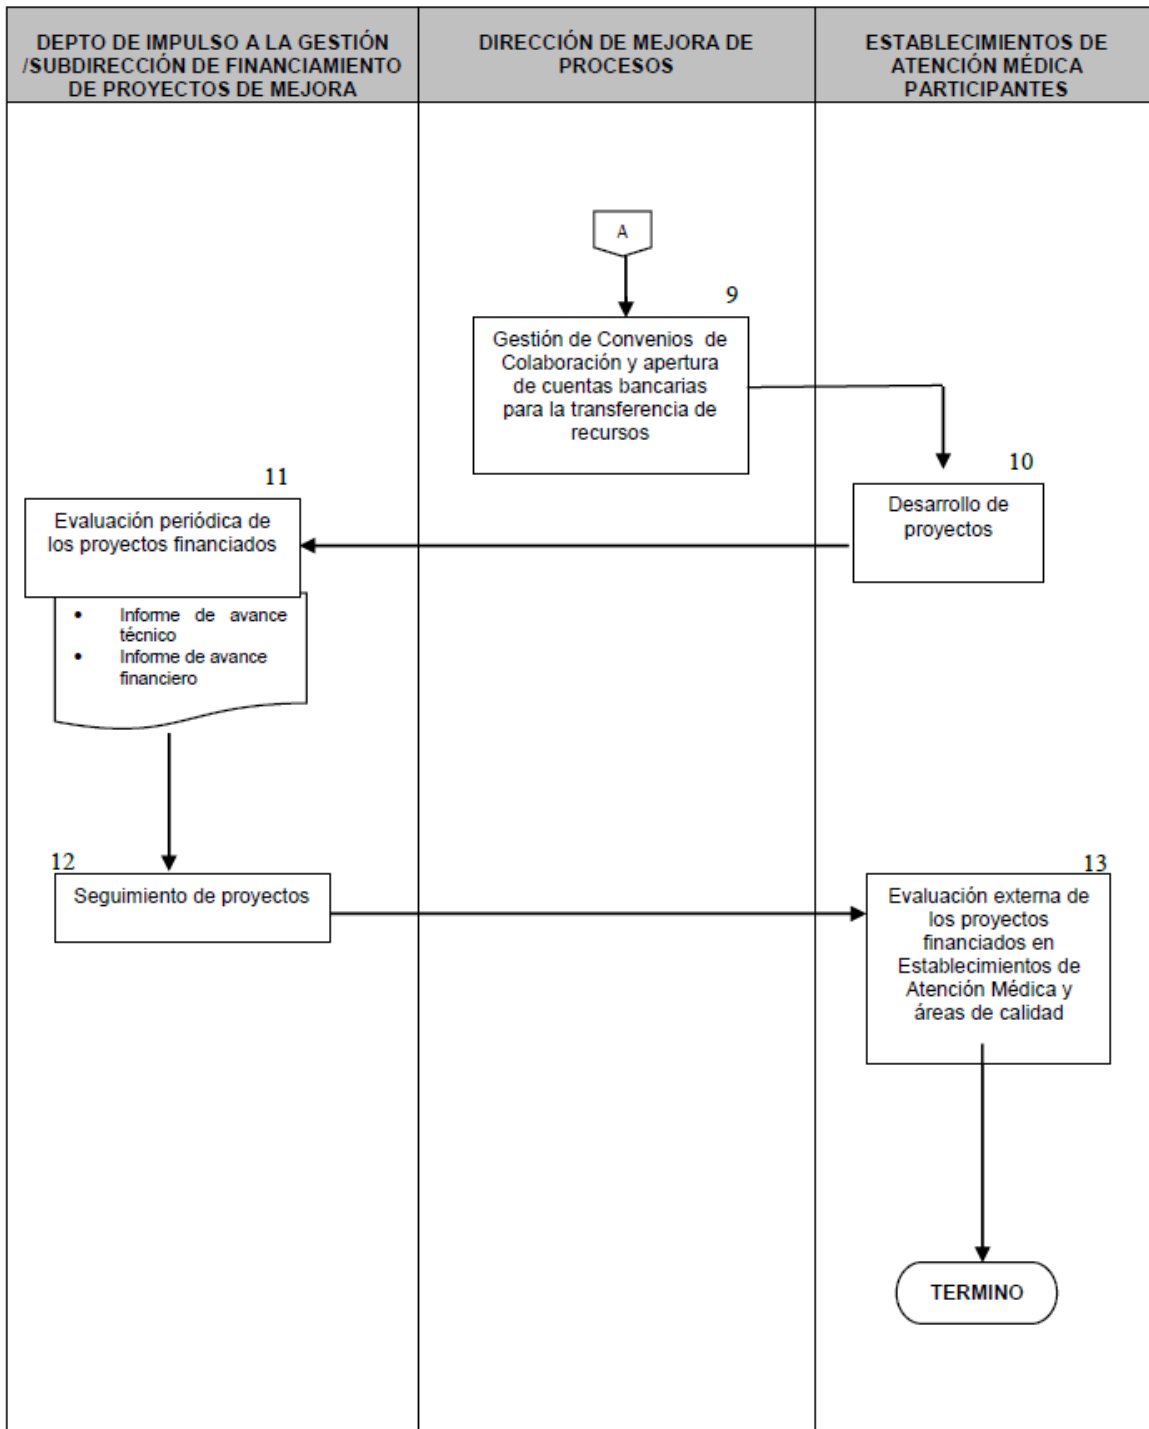 DEPTO DE IMPULSO A LA GESTIÓN
/SUBDIRECCIÓN DE FINANCIAMIENTO
DE PROYECTOS DE MEJORA
DIRECCIÓN DE MEJORA DE
PROCESOS
ESTABLECIMIENTOS DE
ATENCIÓN MÉDICA
PARTICIPANTES
A
9
Gestión de Convenios de
Colaboración y apertura
de cuentas bancarias
para la transferencia de
recursos
10
Desarrollo de
proyectos
11
Evaluación periódica de
los proyectos financiados
• Informe de avance
técnico
• Informe de avance
financiero
12
Seguimiento de proyectos
13
Evaluación externa de
los proyectos
financiados en
Establecimientos de
Atención Médica y
áreas de calidad
TERMINO